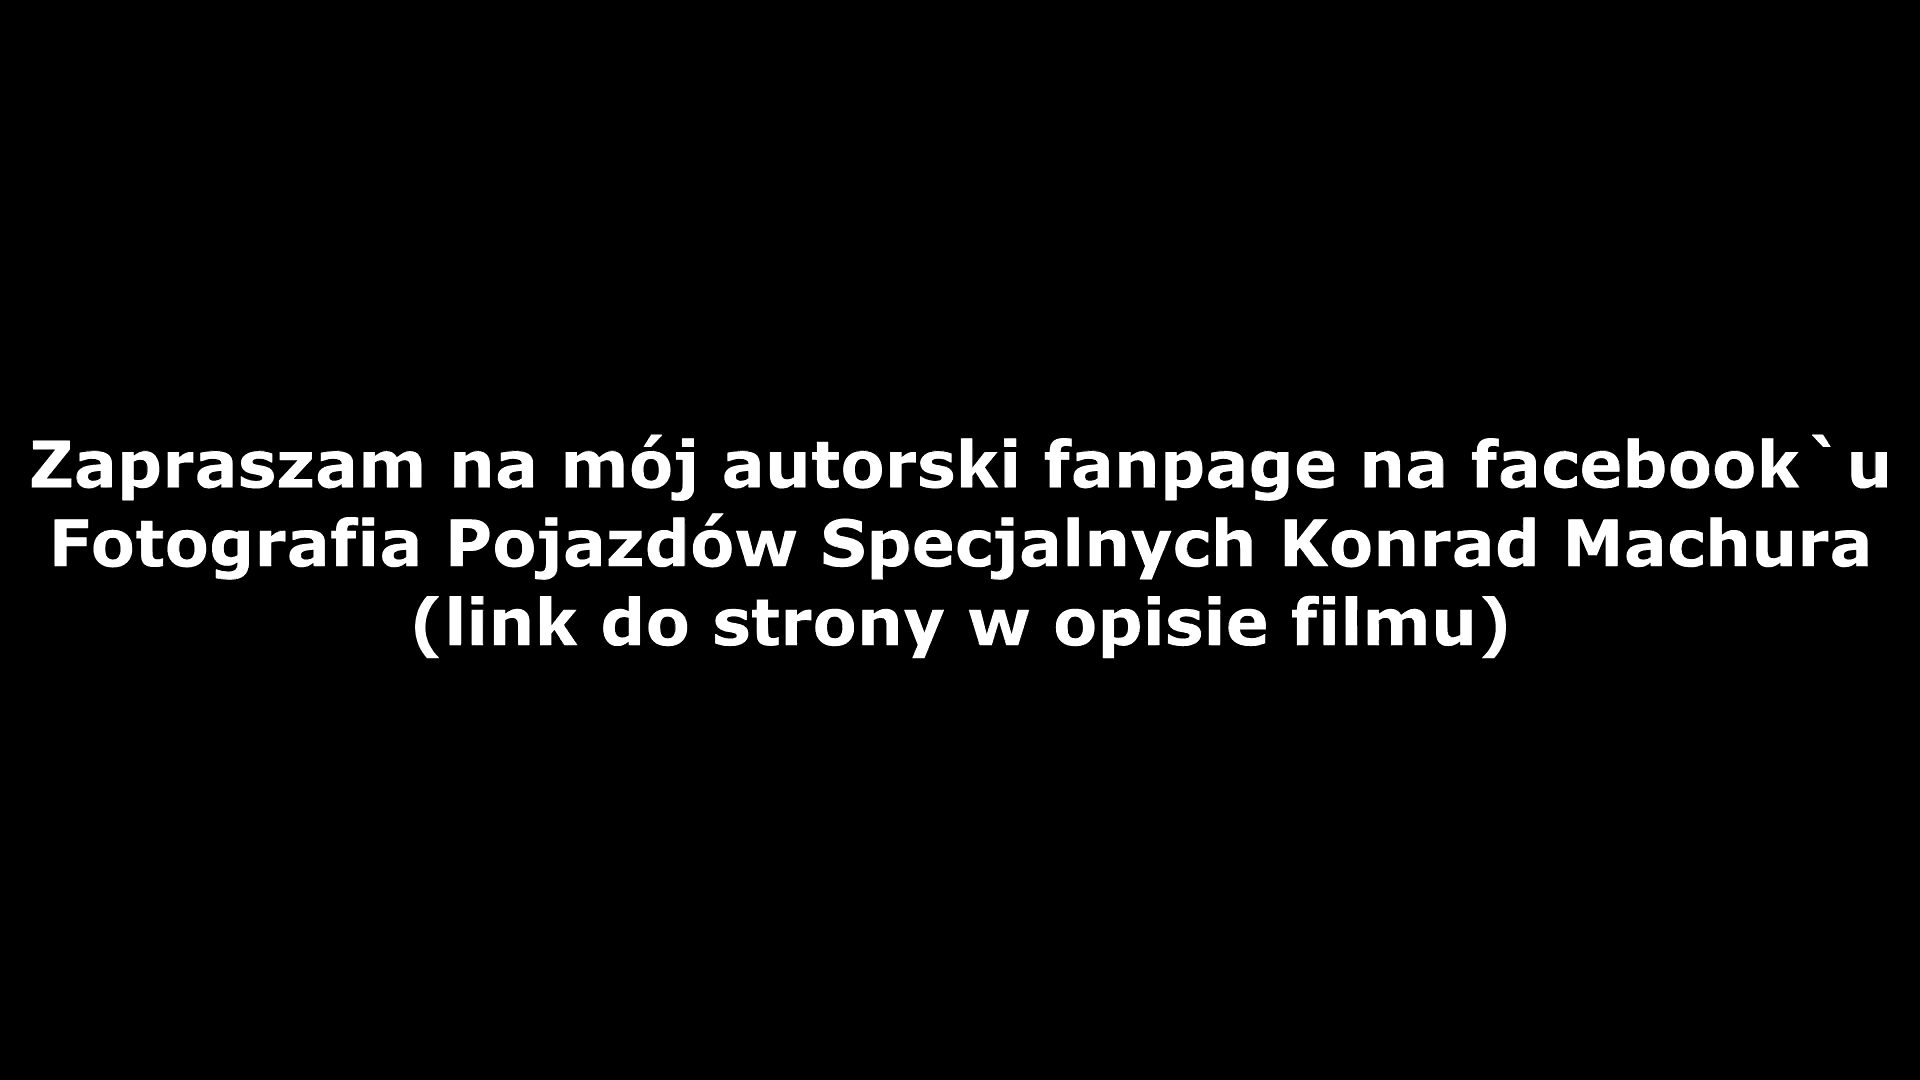 Zapraszam na mój autorski fanpage na facebook`u
Fotografia Pojazdów Specjalnych Konrad Machura
(link do strony w opisie filmu)